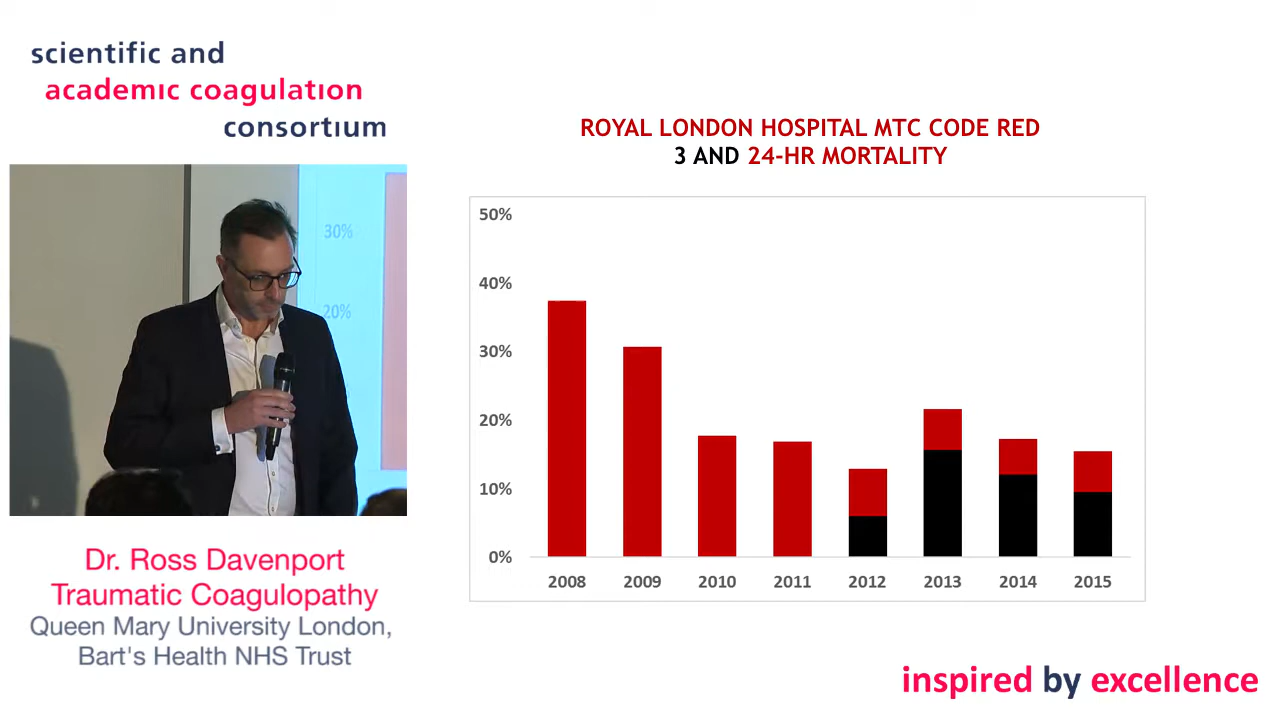 scientific and
academic coagulation
consortium
30%
20%
Dr. Ross Davenport
Traumatic Coagulopathy
Queen Mary University London,
Bart's Health NHS Trust
ROYAL LONDON HOSPITAL MTC CODE RED
3 AND 24-HR MORTALITY
50%
40%
30%
20%
10%
0%
2008 2009 2010 2011 2012 2013 2014 2015
inspired by excellence